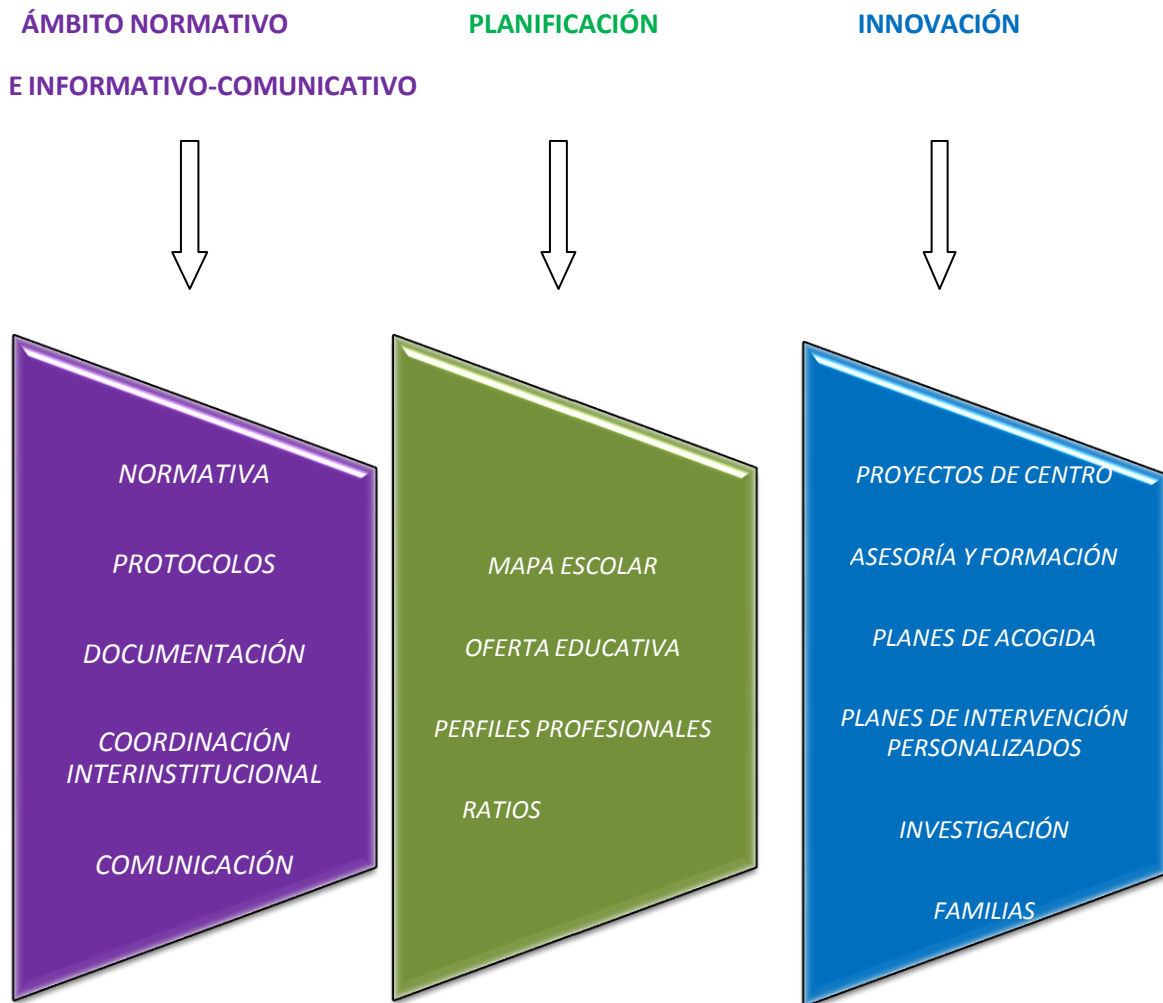 ÁMBITO NORMATIVO
E INFORMATIVO-COMUNICATIVO
PLANIFICACIÓN
INNOVACIÓN
NORMATIVA
PROTOCOLOS
DOCUMENTACIÓN
COORDINACIÓN
INTERINSTITUCIONAL
COMUNICACIÓN
MAPA ESCOLAR
OFERTA EDUCATIVA
PERFILES PROFESIONALES
RATIOS
PROYECTOS DE CENTRO
ASESORÍA Y FORMACIÓN
PLANES DE ACOGIDA
PLANES DE INTERVENCIÓN
PERSONALIZADOS
INVESTIGACIÓN
FAMILIAS